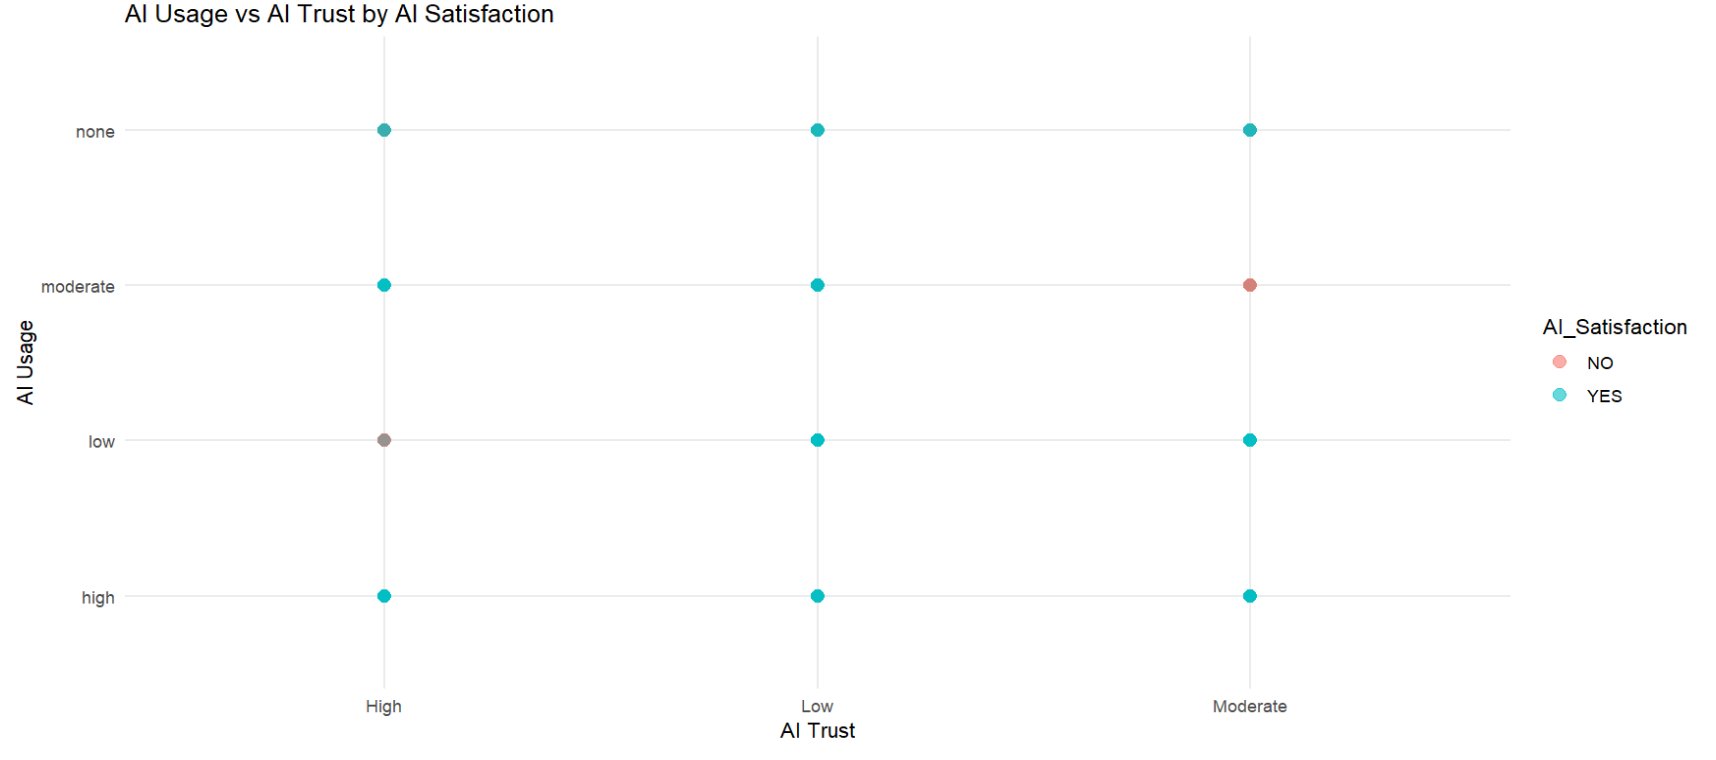 AI Usage vs AI Trust by AI Satisfaction
none
moderate
low
high
AI Usage
High
Low
Moderate
AI Trust
AI_Satisfaction
NO
YES